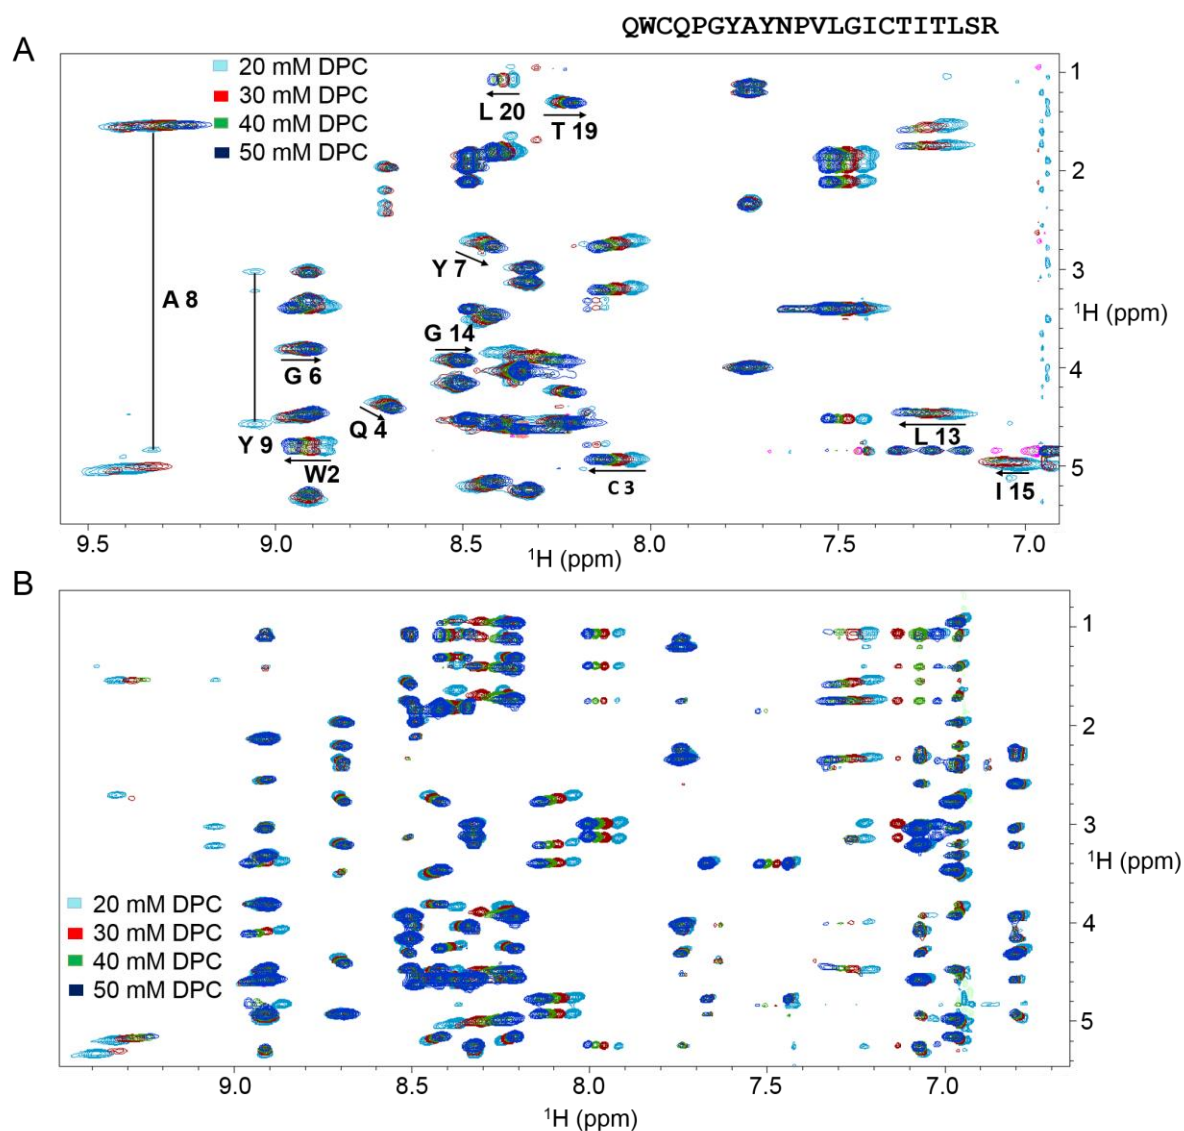 QWCQPGYAYNPVLGICTITLSR
A
20 mM DPC
30 mM DPC
40 mM DPC
50 mM DPC
L 20
T 19
A 8
Y 7
G 14
G 6
Y 9
Q 4
W2
C 3
L 13
I 15
1
2
3
¹H (ppm)
4
5
9.5
9.0
8.5
8.0
7.5
7.0
¹H (ppm)
B
1
2
3
¹H (ppm)
4
5
20 mM DPC
30 mM DPC
40 mM DPC
50 mM DPC
9.0
8.5
8.0
7.5
7.0
¹H (ppm)